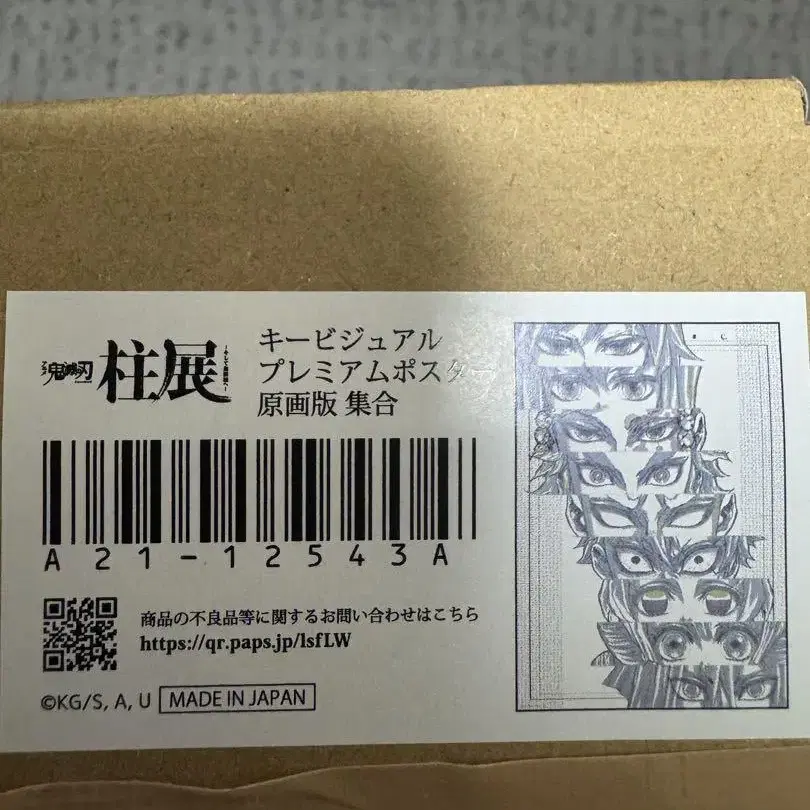 鬼滅の刃 柱展
キービジュアル
プレミアムポスター
原画版 集合
A21-12543A
商品の不良品等に関するお問い合わせはこちら
https://qr.paps.jp/lsfLW
©KG/S, A, U MADE IN JAPAN